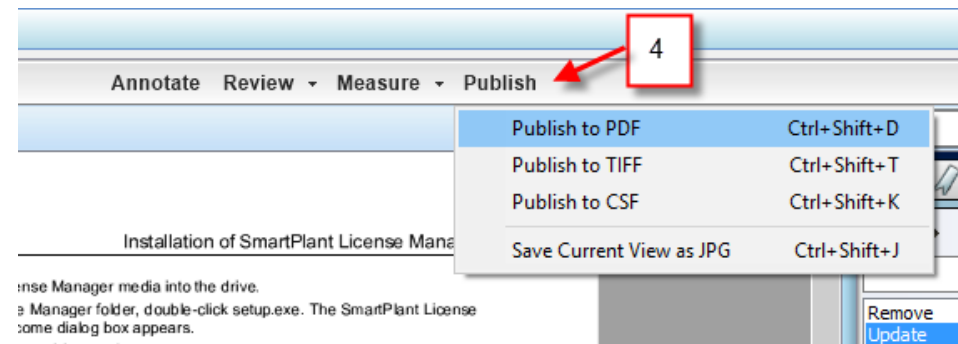 4
Annotate Review Measure Publish
Publish to PDF Ctrl+Shift+D
Publish to TIFF Ctrl+Shift+T
Publish to CSF Ctrl+Shift+K
Save Current View as JPG Ctrl+Shift+J
Installation of SmartPlant License Mana
ense Manager media into the drive.
e Manager folder, double-click setup.exe. The SmartPlant License
come dialog box appears.
Remove
Update